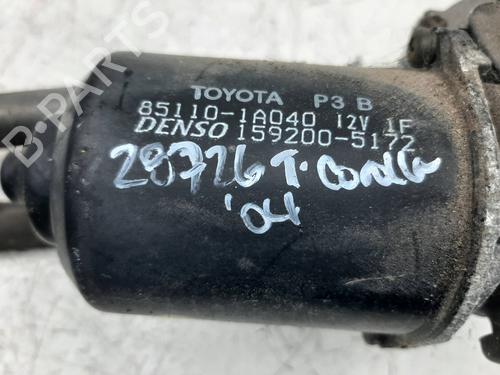 B-PARTS
TOYOTA P3 B
85110-1A040 12V 1F
DENSO 159200-5172
28726 T. Corolla
'04